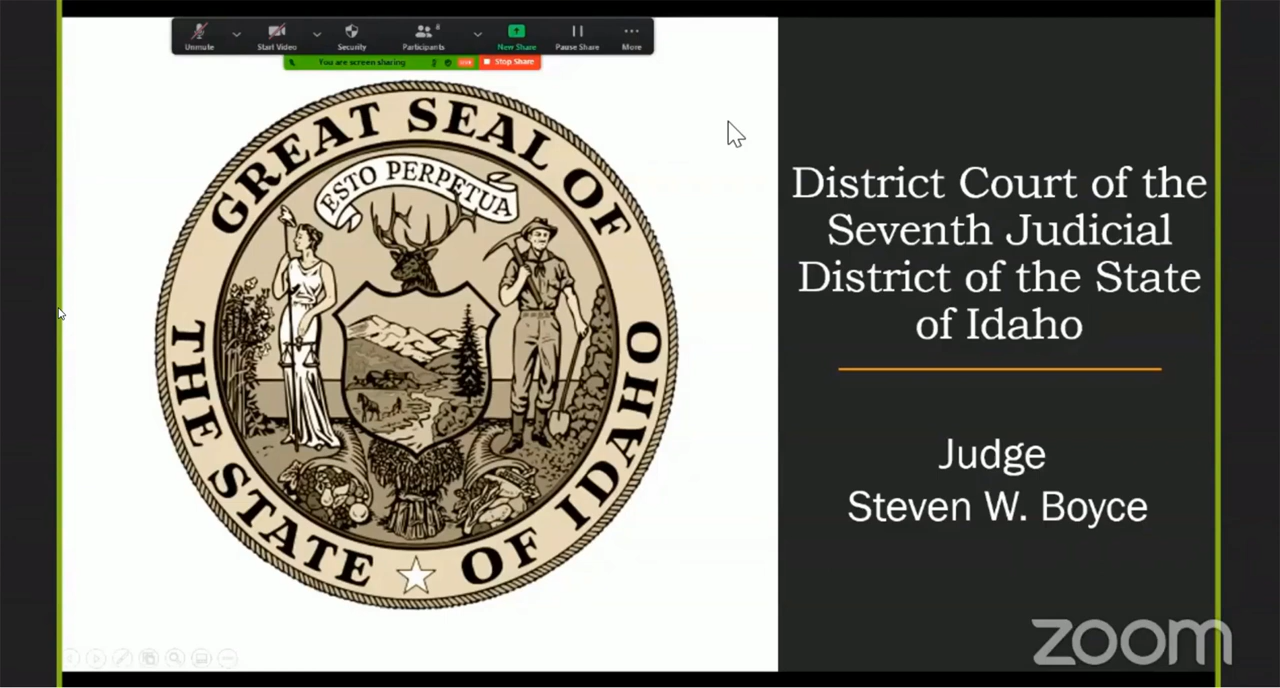 Unmute
Start Video
Security
Participants
New Share
Pause Share
More
You are screen sharing
Stop Share
GREAT SEAL OF
THE STATE OF IDAHO
ESTO PERPETUA
District Court of the
Seventh Judicial
District of the State
of Idaho
Judge
Steven W. Boyce
zoom